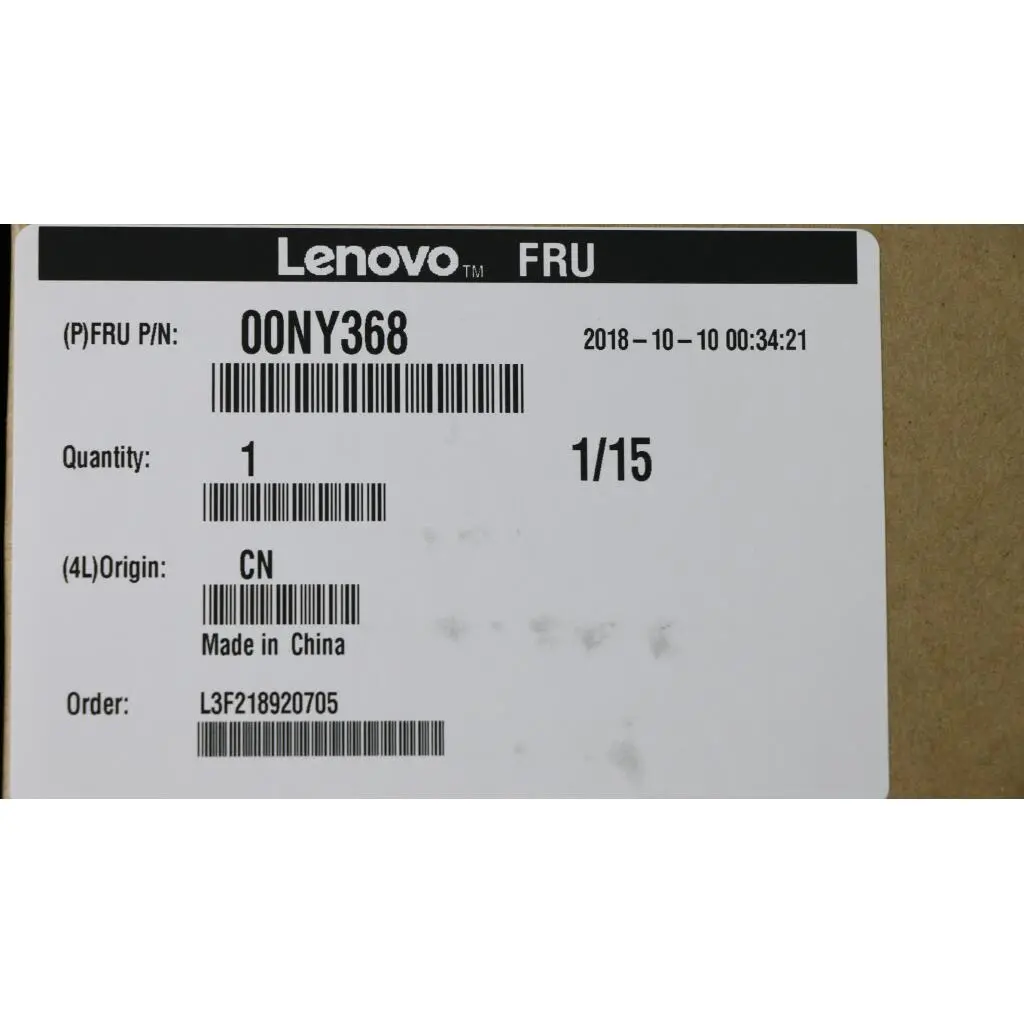 Lenovo™ FRU
(P)FRU P/N: 00NY368 2018-10-10 00:34:21
Quantity: 1 1/15
(4L)Origin: CN
Made in China
Order: L3F218920705